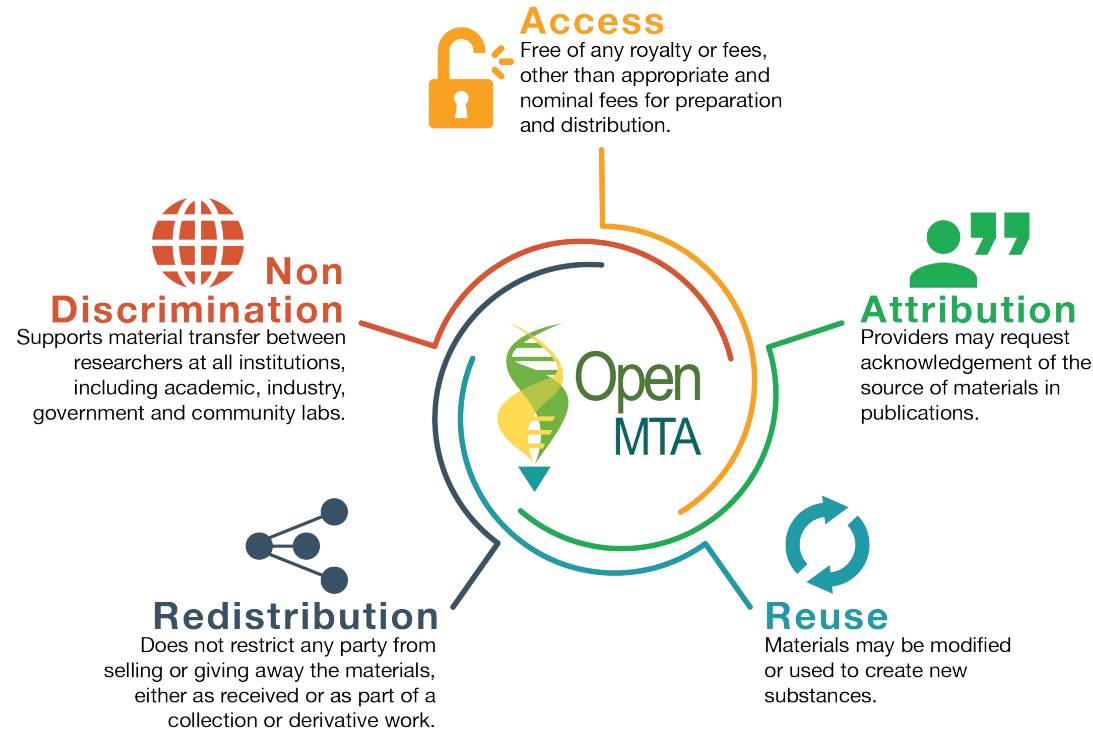 Access
Free of any royalty or fees,
other than appropriate and
nominal fees for preparation
and distribution.
Non
Discrimination
Supports material transfer between
researchers at all institutions,
including academic, industry,
government and community labs.
Attribution
Providers may request
acknowledgement of the
source of materials in
publications.
Open
MTA
Redistribution
Does not restrict any party from
selling or giving away the materials,
either as received or as part of a
collection or derivative work.
Reuse
Materials may be modified
or used to create new
substances.